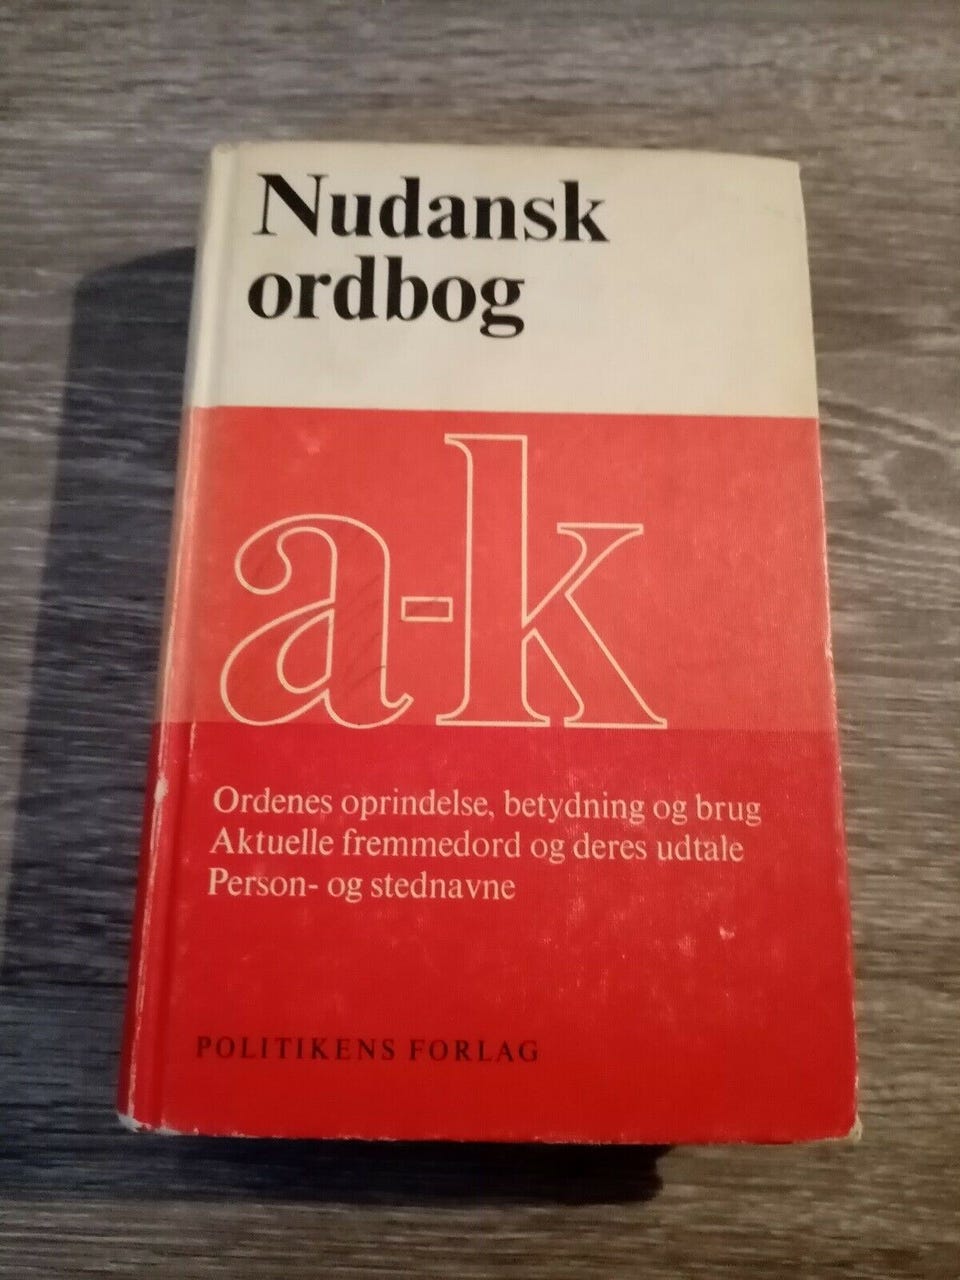 Nudansk
ordbog
a-k
Ordenes oprindelse, betydning og brug
Aktuelle fremmedord og deres udtale
Person- og stednavne
POLITIKENS FORLAG